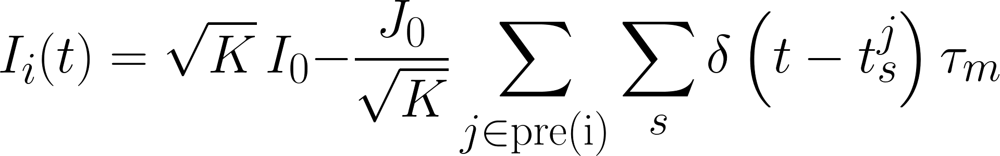 I_i(t) = \sqrt{K} I_0 - \frac{J_0}{\sqrt{K}} \sum_{j \in \mathrm{pre(i)}} \sum_s \delta \left( t - t_s^j \right) \tau_m